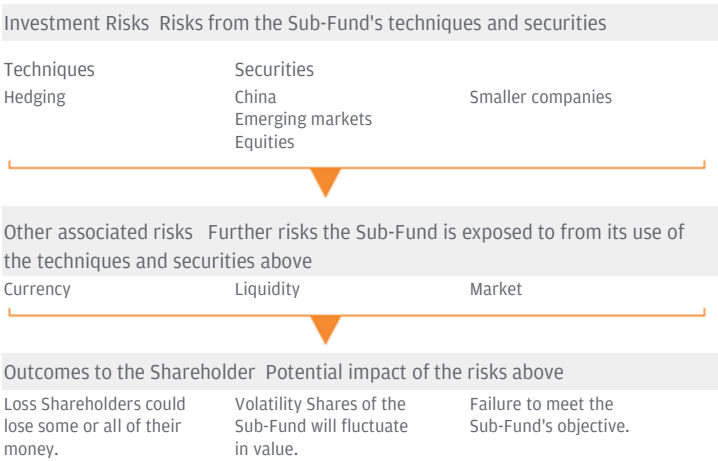 Investment Risks Risks from the Sub-Fund's techniques and securities
Techniques
Securities
Hedging
China
Smaller companies
Emerging markets
Equities
Other associated risks Further risks the Sub-Fund is exposed to from its use of
the techniques and securities above
Currency
Liquidity
Market
Outcomes to the Shareholder Potential impact of the risks above
Loss Shareholders could
lose some or all of their
money.
Volatility Shares of the
Sub-Fund will fluctuate
in value.
Failure to meet the
Sub-Fund's objective.